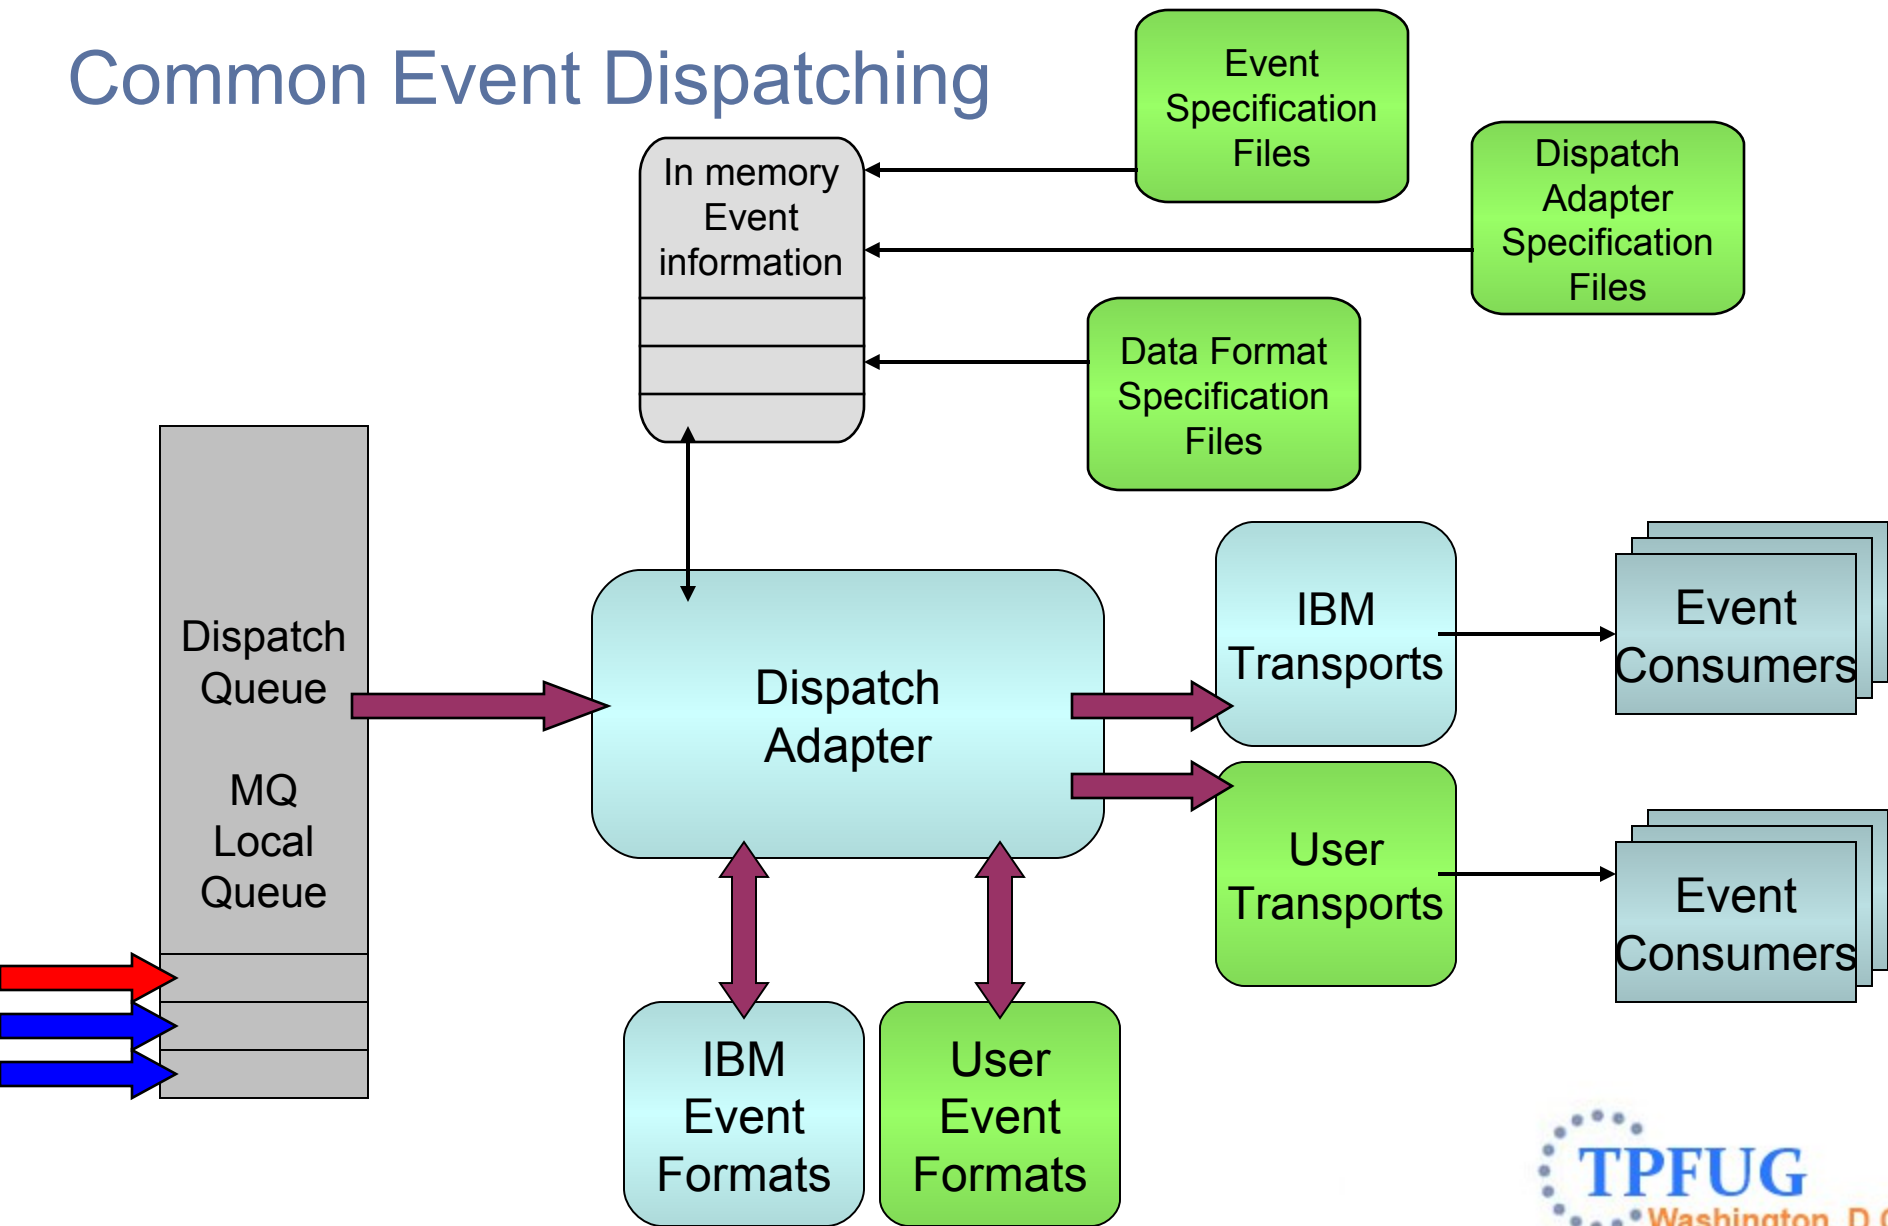 Common Event Dispatching
Event
Specification
Files
Dispatch
Adapter
Specification
Files
In memory
Event
information
Data Format
Specification
Files
Dispatch
Queue
MQ
Local
Queue
Dispatch
Adapter
IBM
Transports
Event
Consumers
User
Transports
Event
Consumers
IBM
Event
Formats
User
Event
Formats
TPFUG
Washington, D.